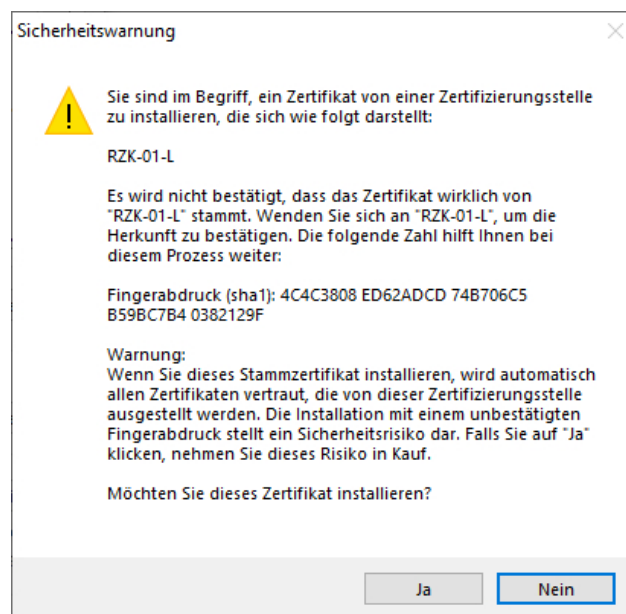 Sicherheitswarnung
Sie sind im Begriff, ein Zertifikat von einer Zertifizierungsstelle
zu installieren, die sich wie folgt darstellt:
RZK-01-L
Es wird nicht bestätigt, dass das Zertifikat wirklich von
"RZK-01-L" stammt. Wenden Sie sich an "RZK-01-L", um die
Herkunft zu bestätigen. Die folgende Zahl hilft Ihnen bei
diesem Prozess weiter:
Fingerabdruck (sha1): 4C4C3808 ED62ADCD 74B706C5
B59BC7B4 0382129F
Warnung:
Wenn Sie dieses Stammzertifikat installieren, wird automatisch
allen Zertifikaten vertraut, die von dieser Zertifizierungsstelle
ausgestellt werden. Die Installation mit einem unbestätigten
Fingerabdruck stellt ein Sicherheitsrisiko dar. Falls Sie auf "Ja"
klicken, nehmen Sie dieses Risiko in Kauf.
Möchten Sie dieses Zertifikat installieren?
Ja
Nein